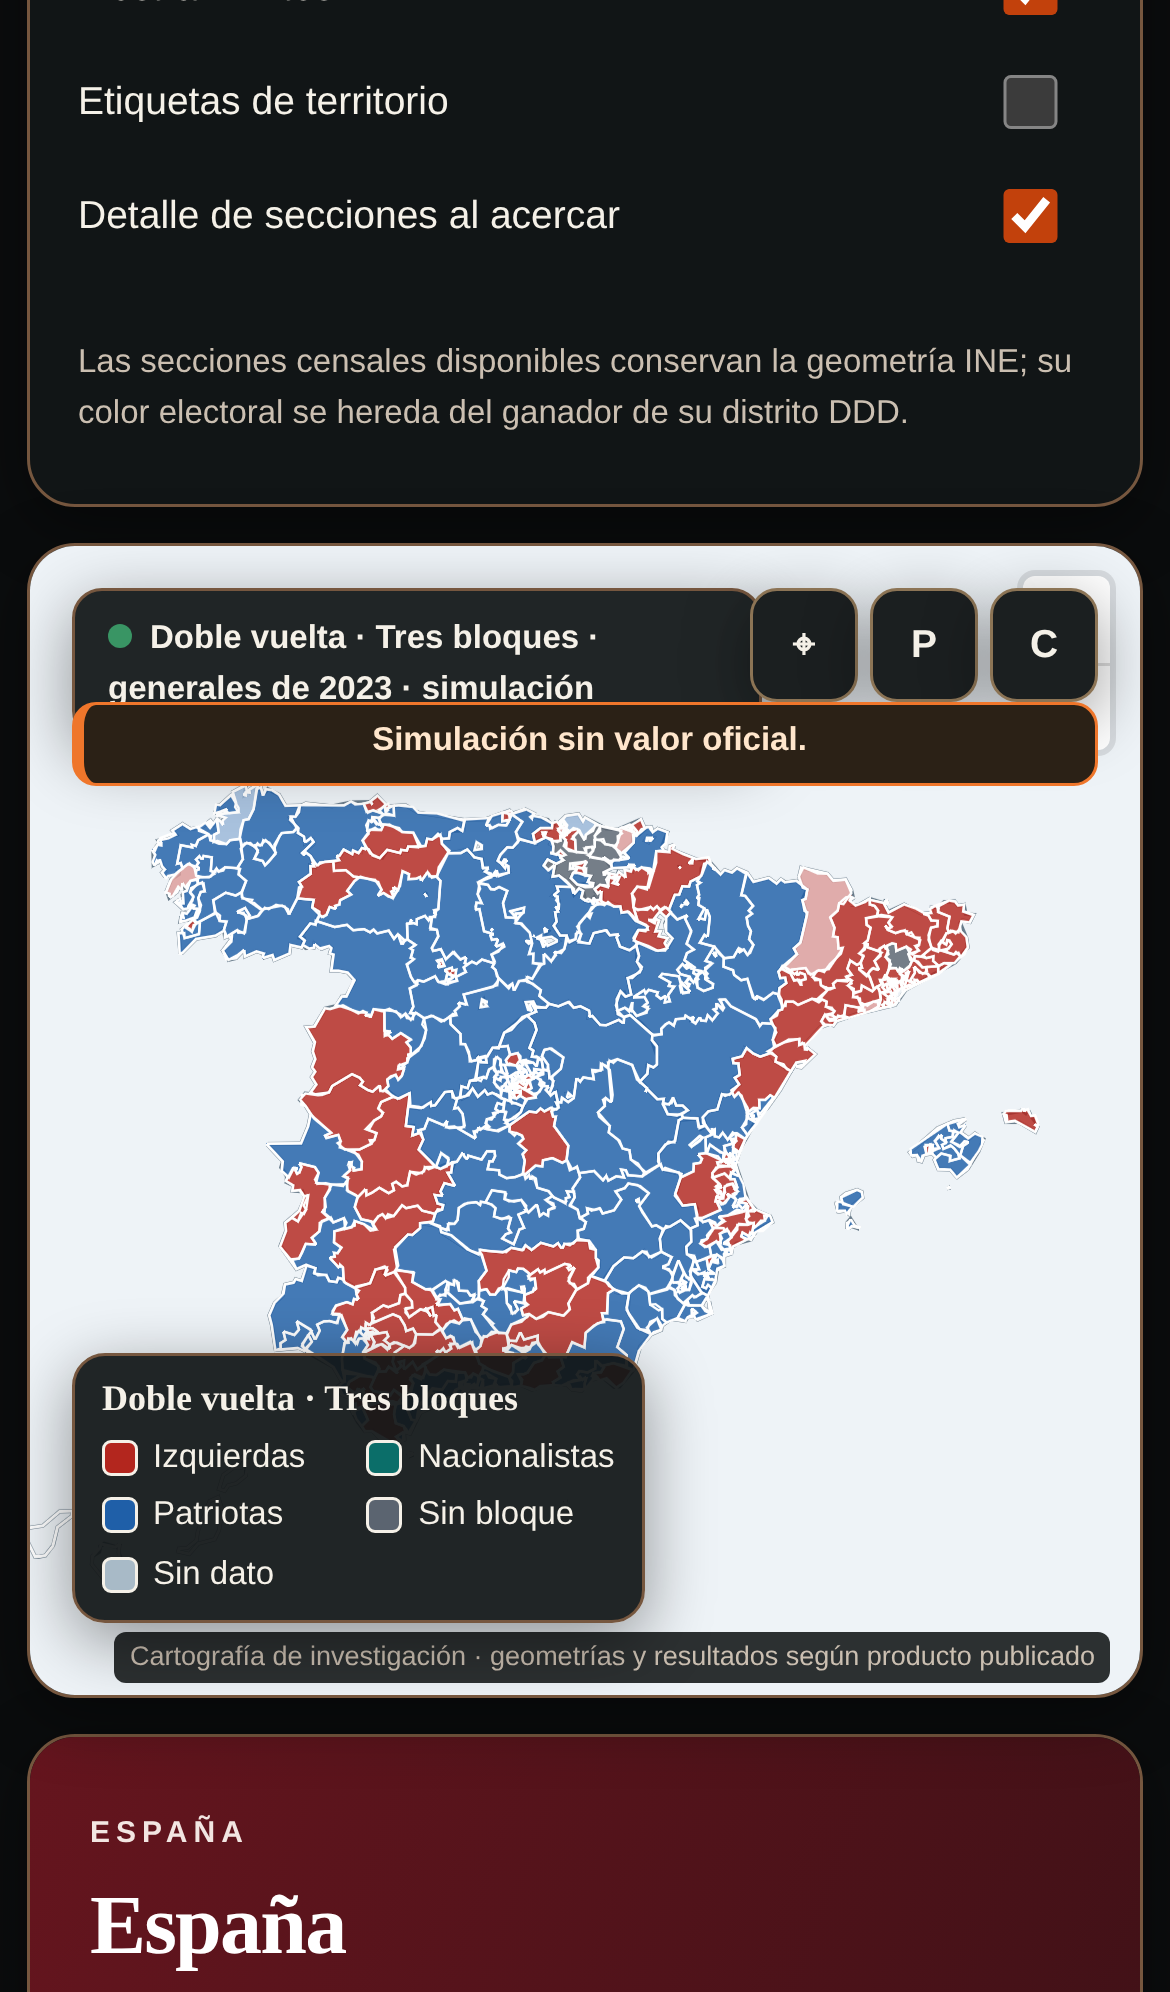 Etiquetas de territorio
Detalle de secciones al acercar
Las secciones censales disponibles conservan la geometría INE; su
color electoral se hereda del ganador de su distrito DDD.
Doble vuelta · Tres bloques ·
generales de 2023 · simulación
P
C
Simulación sin valor oficial.
Doble vuelta · Tres bloques
Izquierdas
Nacionalistas
Patriotas
Sin bloque
Sin dato
Cartografía de investigación · geometrías y resultados según producto publicado
ESPAÑA
España